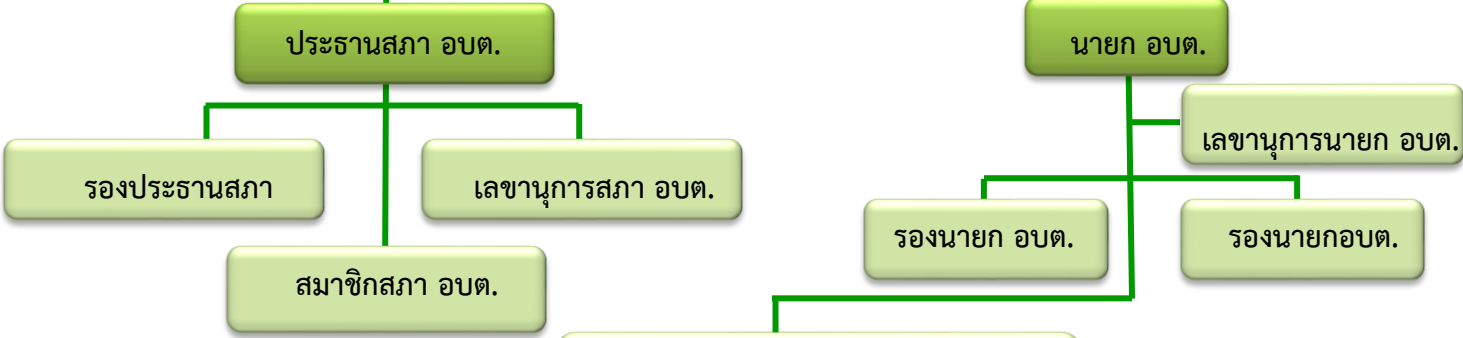 ประธานสภา อบต.
นายก อบต.
เลขานุการนายก อบต.
รองประธานสภา
เลขานุการสภา อบต.
รองนายก อบต.
รองนายกอบต.
สมาชิกสภา อบต.